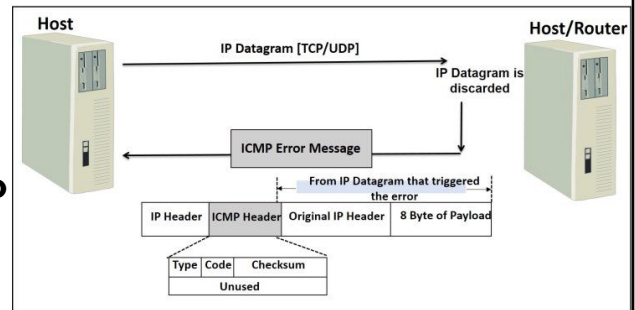 Host
Host/Router
IP Datagram [TCP/UDP]
IP Datagram is
discarded
ICMP Error Message
From IP Datagram that triggered
the error
IP Header
ICMP Header
Original IP Header
8 Byte of Payload
Type
Code
Checksum
Unused